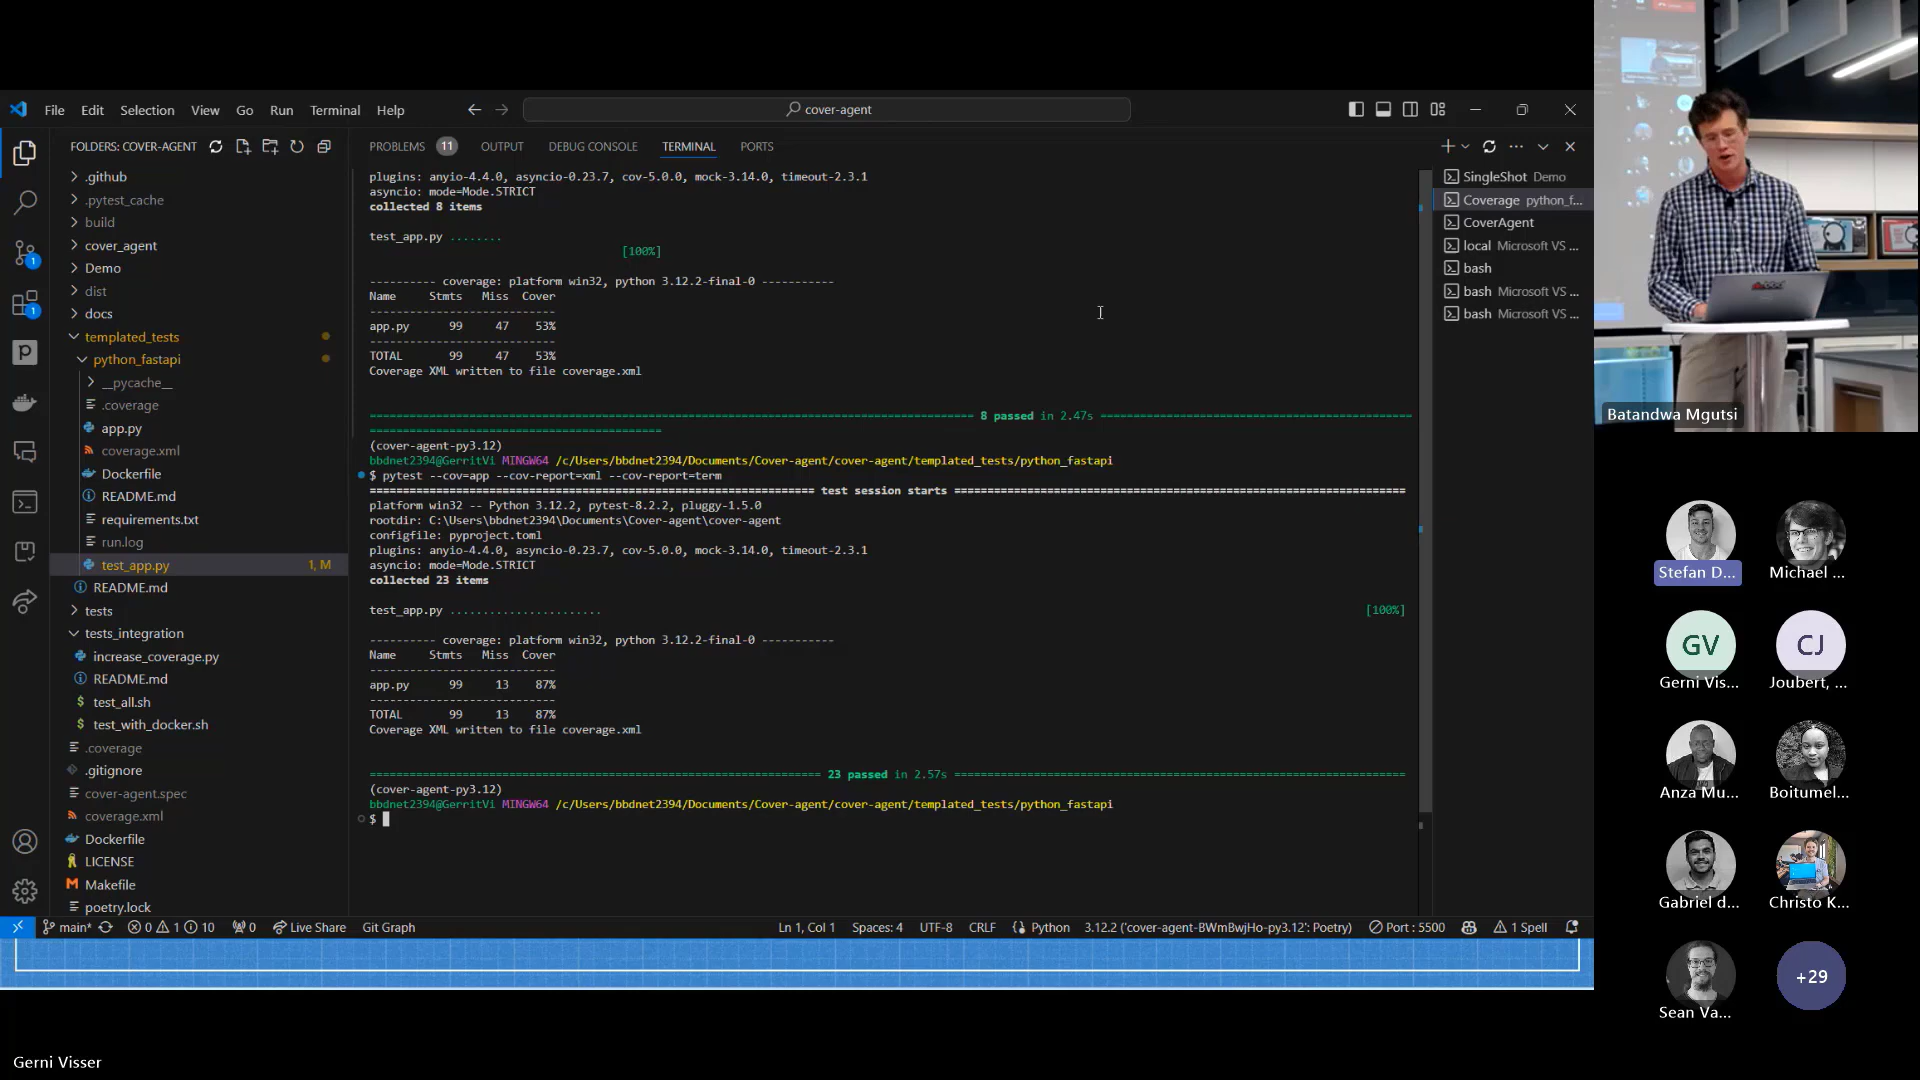 File Edit Selection View Go Run Terminal Help
cover-agent
FOLDERS: COVER-AGENT
.github
.pytest_cache
build
cover_agent
Demo
dist
docs
templated_tests
python_fastapi
__pycache__
.coverage
app.py
coverage.xml
Dockerfile
README.md
requirements.txt
run.log
test_app.py 1, M
README.md
tests
tests_integration
increase_coverage.py
README.md
test_all.sh
test_with_docker.sh
.coverage
.gitignore
cover-agent.spec
coverage.xml
Dockerfile
LICENSE
Makefile
poetry.lock
1
1
PROBLEMS 11 OUTPUT DEBUG CONSOLE TERMINAL PORTS
plugins: anyio-4.4.0, asyncio-0.23.7, cov-5.0.0, mock-3.14.0, timeout-2.3.1
asyncio: mode=Mode.STRICT
collected 8 items
test_app.py ........
[100%]
---------- coverage: platform win32, python 3.12.2-final-0 -----------
Name Stmts Miss Cover
----------------------------
app.py 99 47 53%
----------------------------
TOTAL 99 47 53%
Coverage XML written to file coverage.xml
8 passed in 2.47s
(cover-agent-py3.12)
bbdnet2394@GerritVi MINGW64 /c/Users/bbdnet2394/Documents/Cover-agent/cover-agent/templated_tests/python_fastapi
$ pytest --cov=app --cov-report=xml --cov-report=term
test session starts
platform win32 -- Python 3.12.2, pytest-8.2.2, pluggy-1.5.0
rootdir: C:\Users\bbdnet2394\Documents\Cover-agent\cover-agent
configfile: pyproject.toml
plugins: anyio-4.4.0, asyncio-0.23.7, cov-5.0.0, mock-3.14.0, timeout-2.3.1
asyncio: mode=Mode.STRICT
collected 23 items
test_app.py ....................... [100%]
---------- coverage: platform win32, python 3.12.2-final-0 -----------
Name Stmts Miss Cover
----------------------------
app.py 99 13 87%
----------------------------
TOTAL 99 13 87%
Coverage XML written to file coverage.xml
23 passed in 2.57s
(cover-agent-py3.12)
bbdnet2394@GerritVi MINGW64 /c/Users/bbdnet2394/Documents/Cover-agent/cover-agent/templated_tests/python_fastapi
$
SingleShot Demo
Coverage python_f...
CoverAgent
local Microsoft VS ...
bash
bash Microsoft VS ...
bash Microsoft VS ...
main* 0 1 10 0 Live Share Git Graph Ln 1, Col 1 Spaces: 4 UTF-8 CRLF Python 3.12.2 ('cover-agent-BWmBwjHo-py3.12': Poetry) Port : 5500 1 Spell
Batandwa Mgutsi
Stefan D... Michael ...
GV CJ
Gerni Vis... Joubert, ...
Anza Mu... Boitumel...
Gabriel d... Christo K...
+29
Sean Va...
Gerni Visser